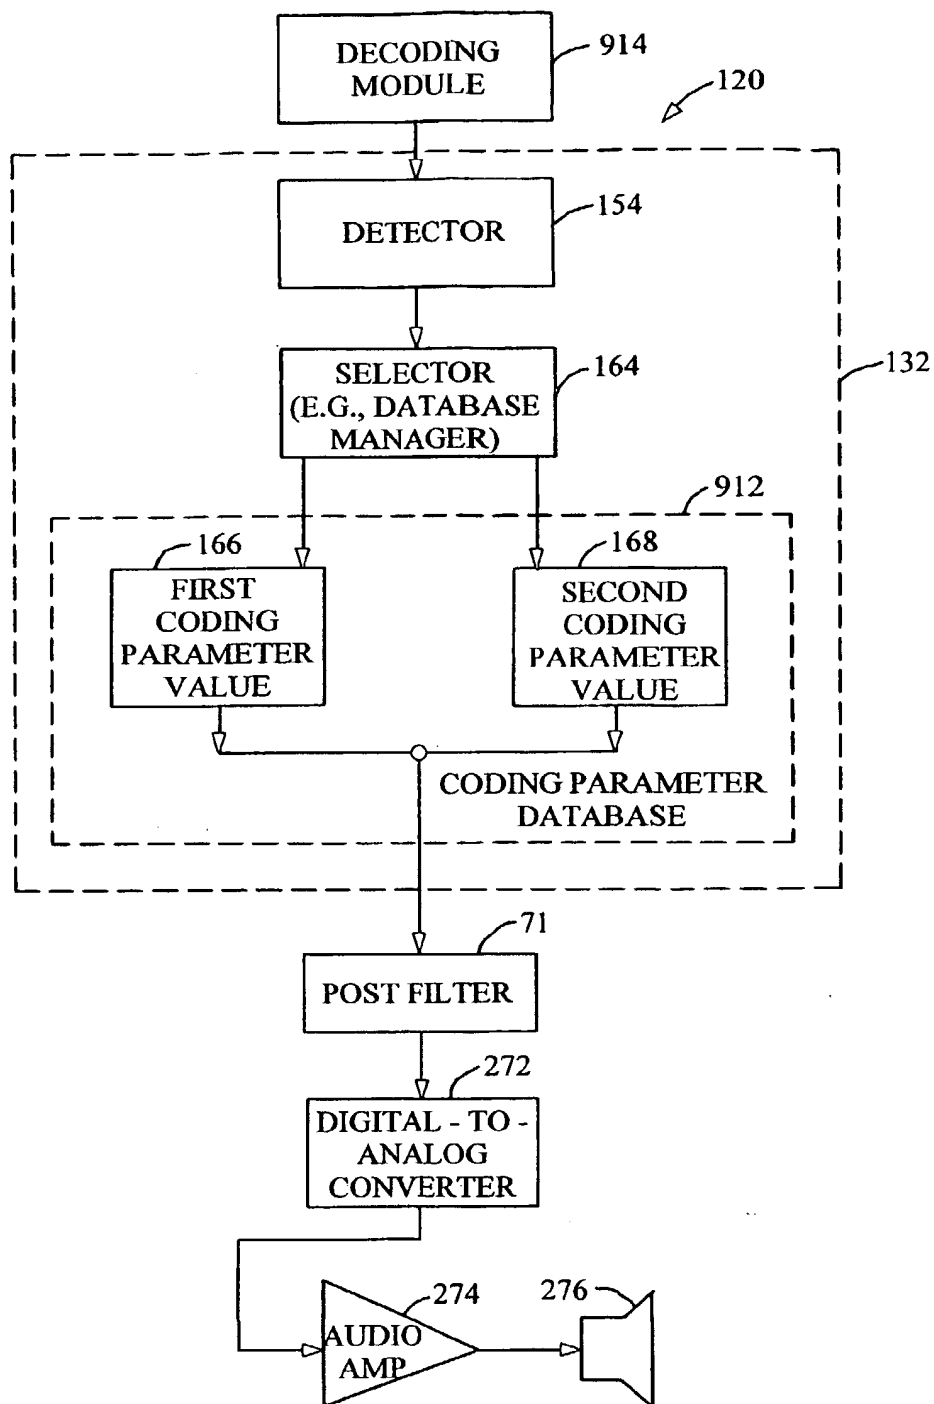 DECODING
MODULE
914
120
DETECTOR
154
SELECTOR
(E.G., DATABASE
MANAGER)
164
132
912
166
168
FIRST
CODING
PARAMETER
VALUE
SECOND
CODING
PARAMETER
VALUE
CODING PARAMETER
DATABASE
71
POST FILTER
272
DIGITAL - TO -
ANALOG
CONVERTER
274
276
AUDIO
AMP